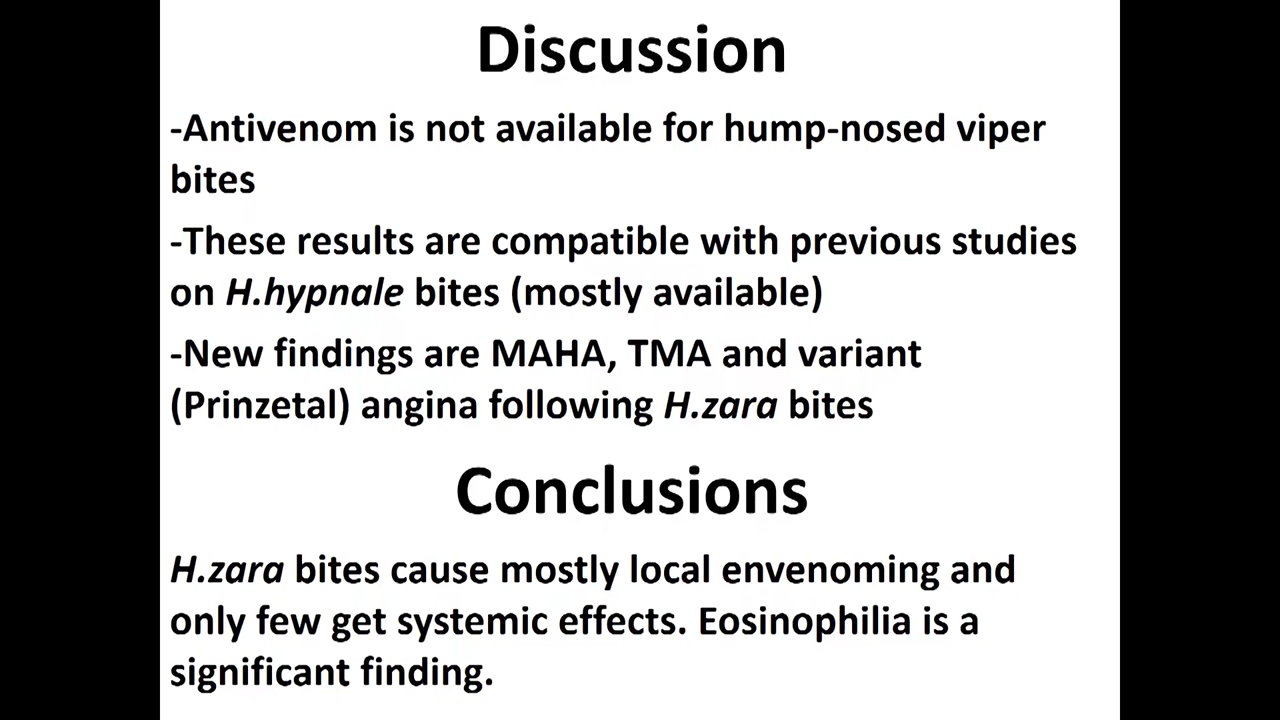 Discussion
-Antivenom is not available for hump-nosed viper
bites
-These results are compatible with previous studies
on H.hypnale bites (mostly available)
-New findings are MAHA, TMA and variant
(Prinzetal) angina following H.zara bites
Conclusions
H.zara bites cause mostly local envenoming and
only few get systemic effects. Eosinophilia is a
significant finding.